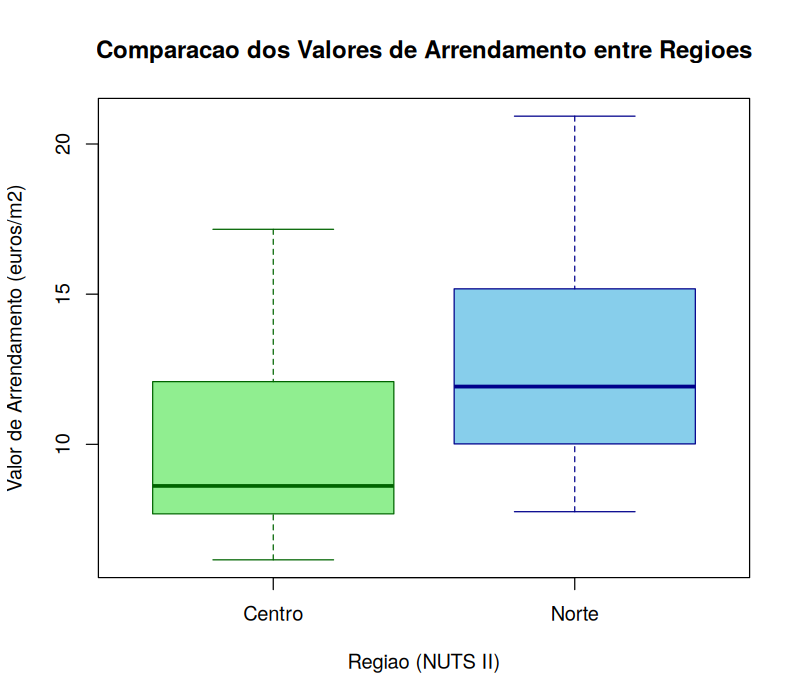 Comparacao dos Valores de Arrendamento entre Regioes
Valor de Arrendamento (euros/m2)
20
15
10
Centro
Norte
Regiao (NUTS II)